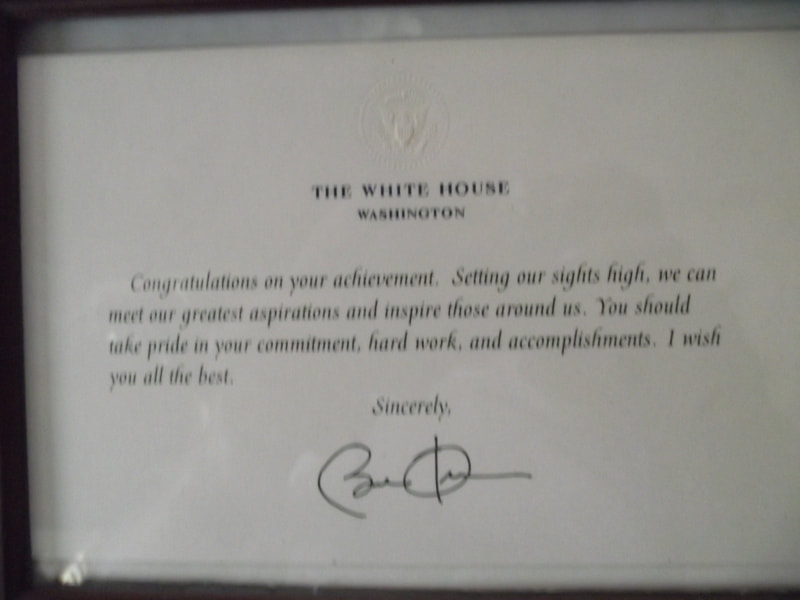 THE WHITE HOUSE
WASHINGTON
Congratulations on your achievement. Setting our sights high, we can
meet our greatest aspirations and inspire those around us. You should
take pride in your commitment, hard work, and accomplishments. I wish
you all the best.
Sincerely,